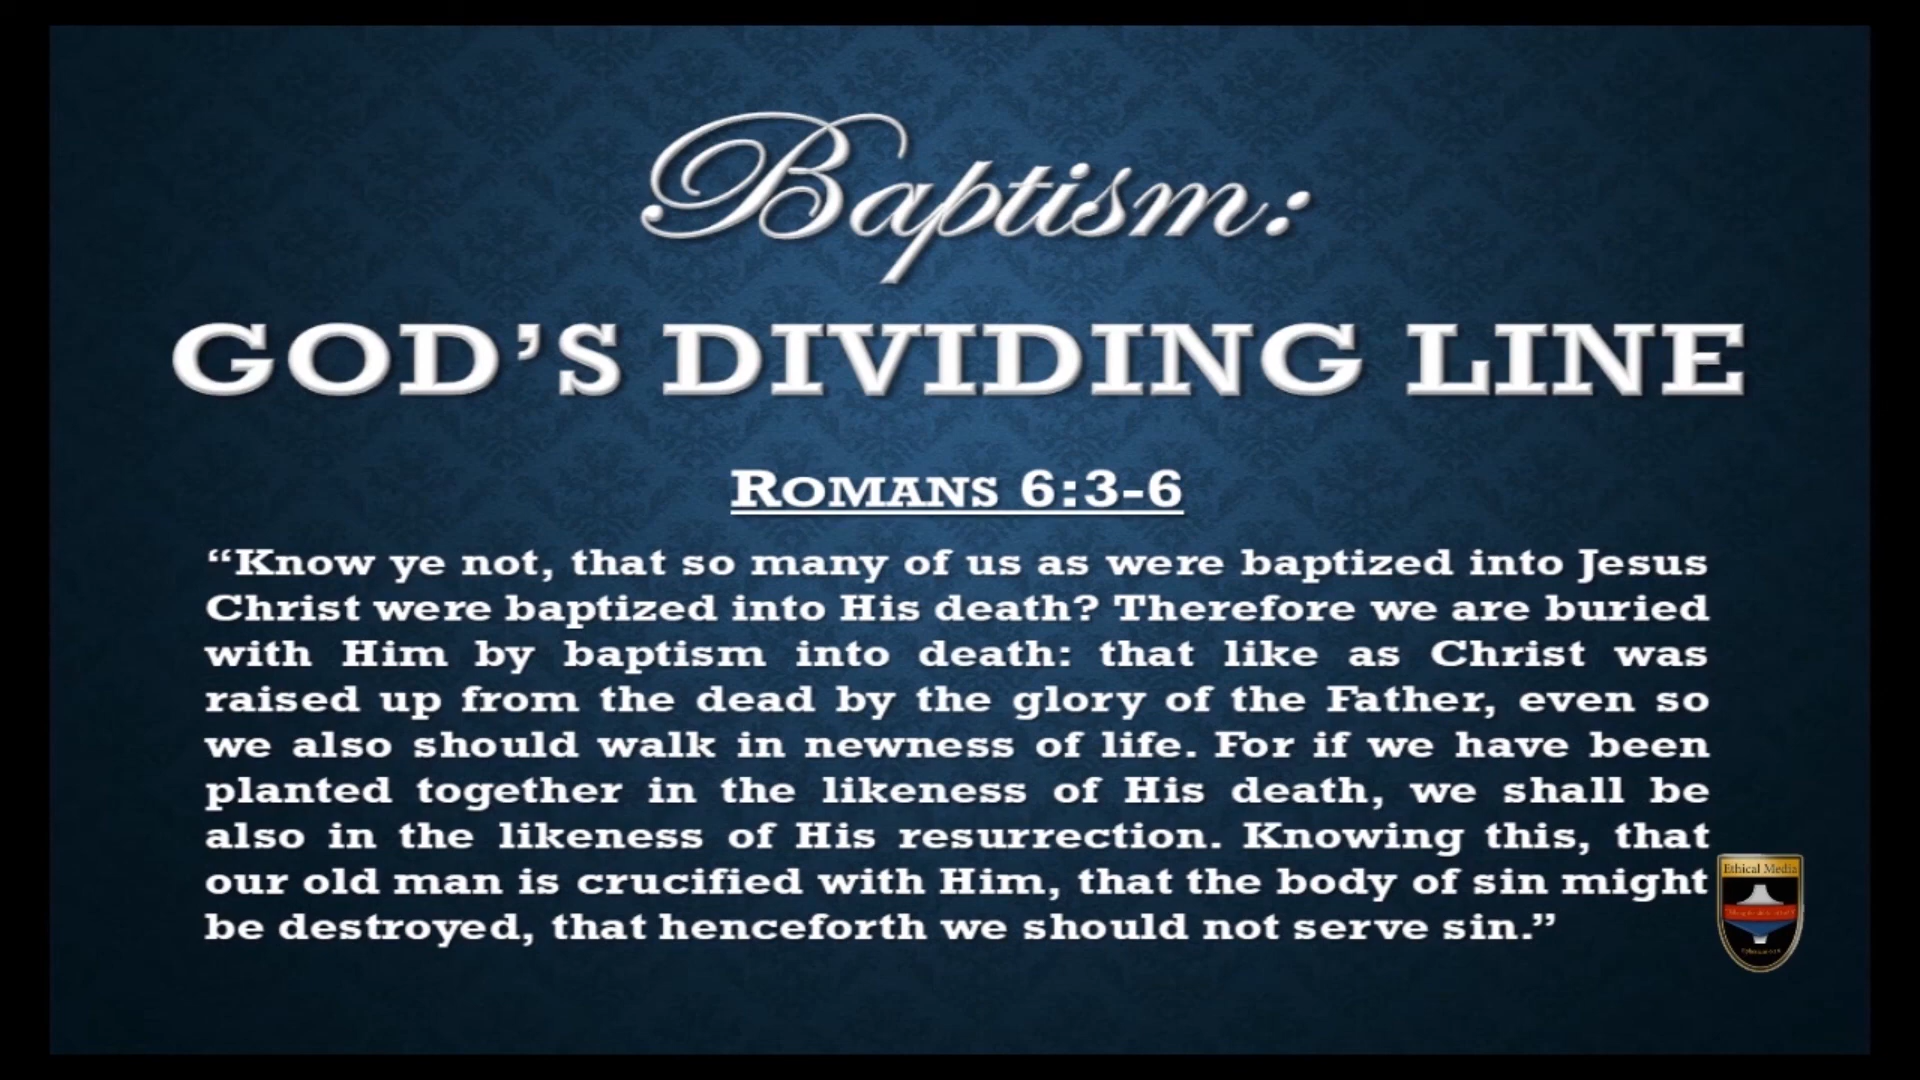 Baptism:
GOD'S DIVIDING LINE
ROMANS 6:3-6
“Know ye not, that so many of us as were baptized into Jesus
Christ were baptized into His death? Therefore we are buried
with Him by baptism into death: that like as Christ was
raised up from the dead by the glory of the Father, even so
we also should walk in newness of life. For if we have been
planted together in the likeness of His death, we shall be
also in the likeness of His resurrection. Knowing this, that
our old man is crucified with Him, that the body of sin might
be destroyed, that henceforth we should not serve sin.”
Ethical Media